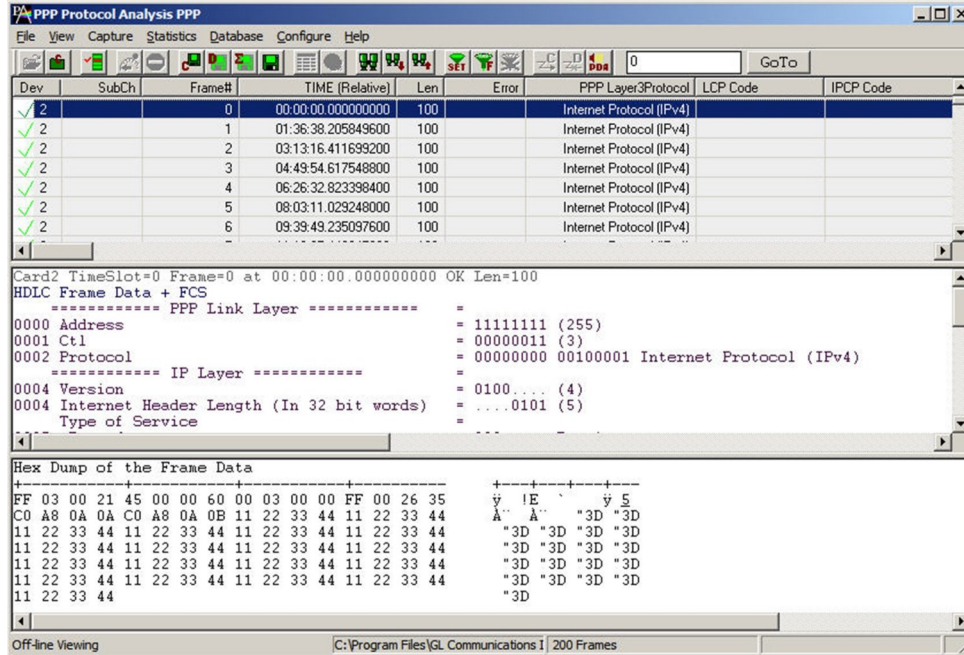 PPP Protocol Analysis PPP
File View Capture Statistics Database Configure Help
SET F PDA 0 GoTo
Dev SubCh Frame# TIME (Relative) Len Error PPP Layer3Protocol LCP Code IPCP Code
2 0 00:00:00.000000000 100 Internet Protocol (IPv4)
2 1 01:36:38.205849600 100 Internet Protocol (IPv4)
2 2 03:13:16.411699200 100 Internet Protocol (IPv4)
2 3 04:49:54.617548800 100 Internet Protocol (IPv4)
2 4 06:26:32.823398400 100 Internet Protocol (IPv4)
2 5 08:03:11.029248000 100 Internet Protocol (IPv4)
2 6 09:39:49.235097600 100 Internet Protocol (IPv4)
Card2 TimeSlot=0 Frame=0 at 00:00:00.000000000 OK Len=100
HDLC Frame Data + FCS
============ PPP Link Layer ============ =
0000 Address = 11111111 (255)
0001 Ctl = 00000011 (3)
0002 Protocol = 00000000 00100001 Internet Protocol (IPv4)
============ IP Layer ============ =
0004 Version = 0100.... (4)
0004 Internet Header Length (In 32 bit words) = ....0101 (5)
Type of Service =
Hex Dump of the Frame Data
+-----------+-----------+-----------+----------- +---+---+---+---
FF 03 00 21 45 00 00 60 00 03 00 00 FF 00 26 35 ÿ !E ` ÿ 5
C0 A8 0A 0A C0 A8 0A 0B 11 22 33 44 11 22 33 44 À¨ À¨ "3D "3D
11 22 33 44 11 22 33 44 11 22 33 44 11 22 33 44 "3D "3D "3D "3D
11 22 33 44 11 22 33 44 11 22 33 44 11 22 33 44 "3D "3D "3D "3D
11 22 33 44 11 22 33 44 11 22 33 44 11 22 33 44 "3D "3D "3D "3D
11 22 33 44 11 22 33 44 11 22 33 44 11 22 33 44 "3D "3D "3D "3D
11 22 33 44 "3D
Off-line Viewing C:\Program Files\GL Communications I 200 Frames